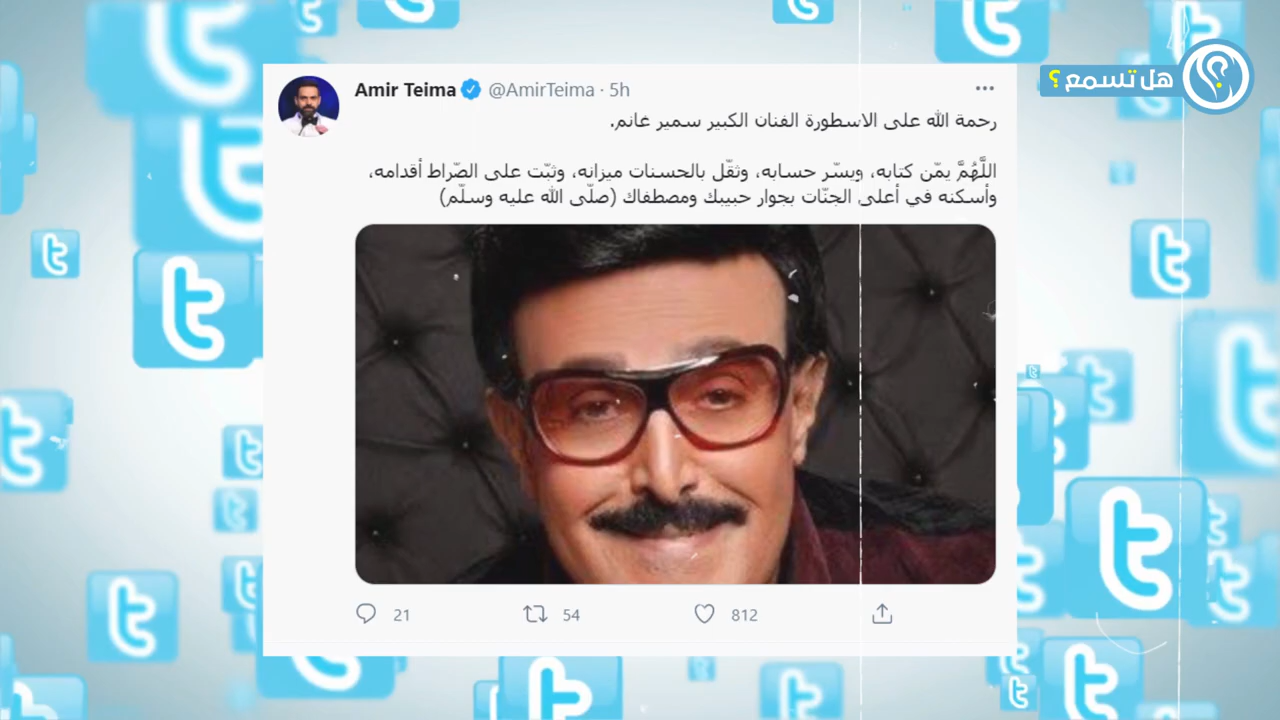 هل تسمع ؟
Amir Teima @AmirTeima · 5h
رحمة الله على الاسطورة الفنان الكبير سمير غانم.
اللَّهُمَّ يمّن كتابه، ويسّر حسابه، وثقّل بالحسنات ميزانه، وثبّت على الصّراط أقدامه،
وأسكنه في أعلى الجنّات بجوار حبيبك ومصطفاك (صلّى الله عليه وسلّم)
21 54 812